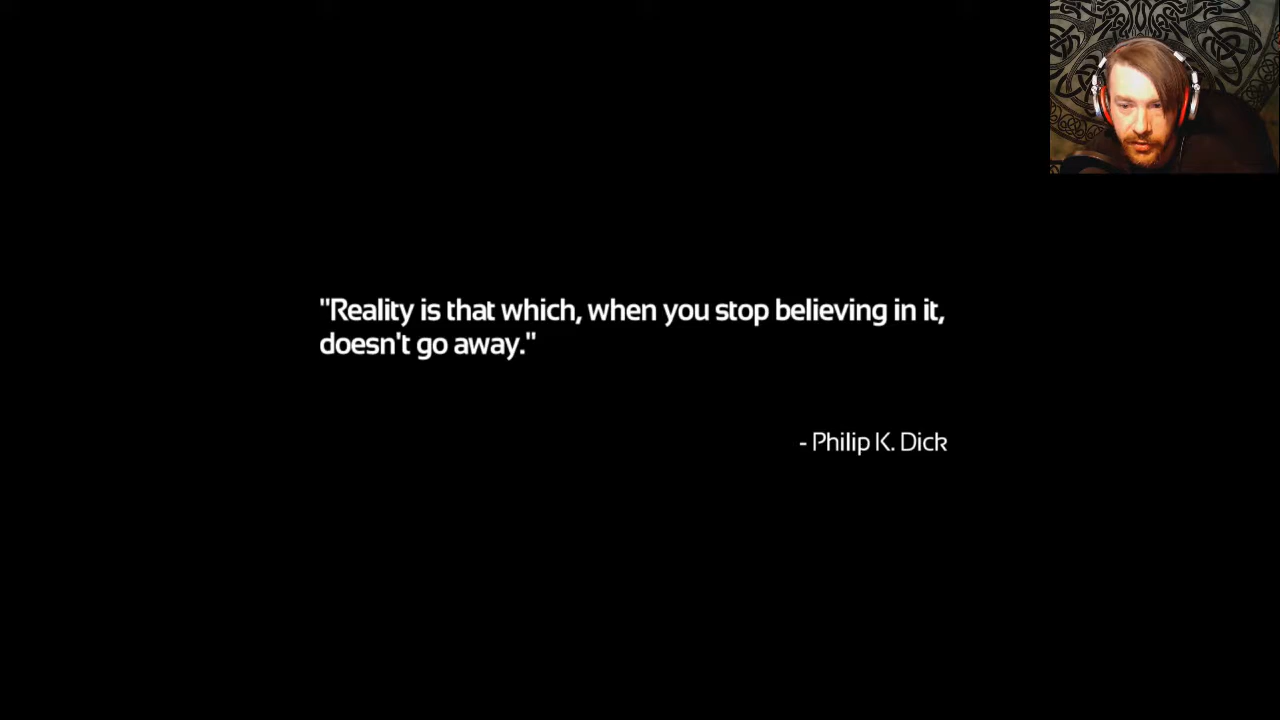 "Reality is that which, when you stop believing in it,
doesn't go away."
- Philip K. Dick